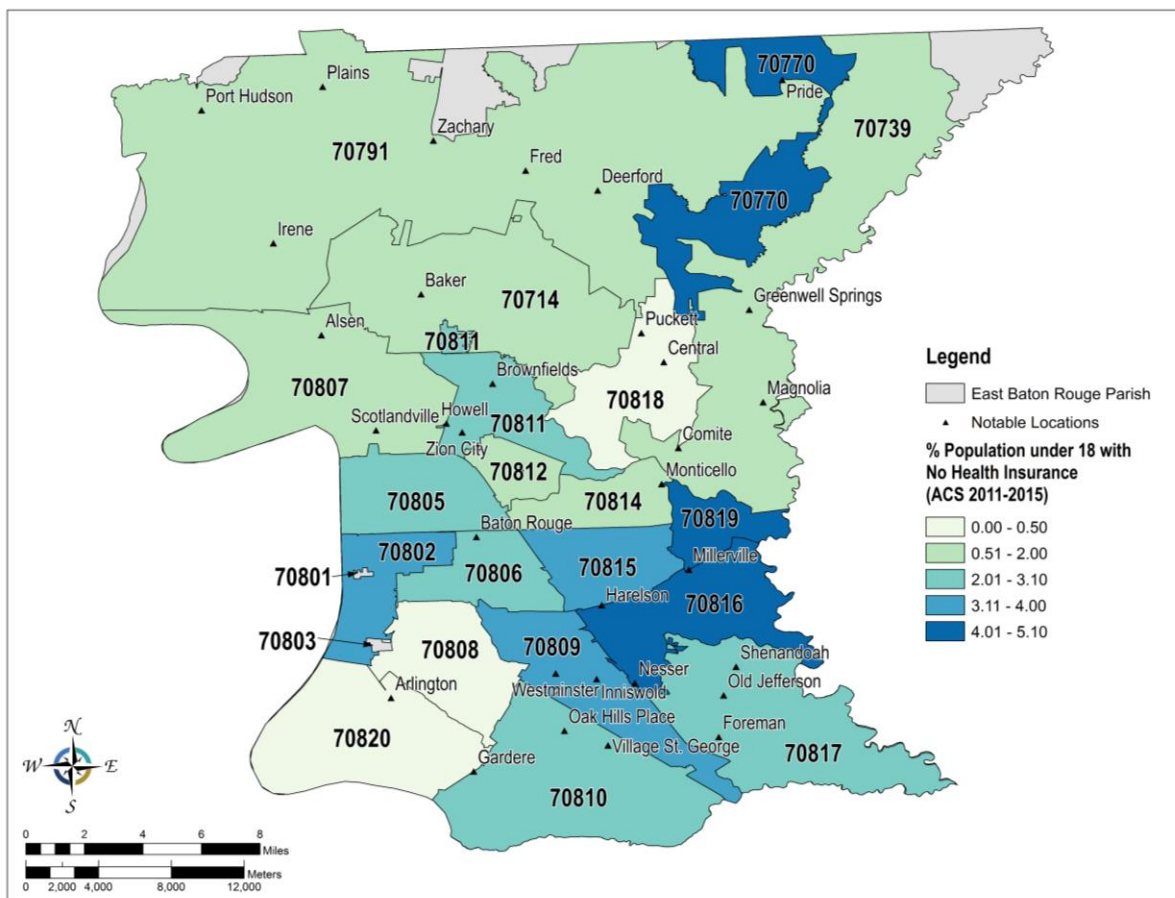 70770
Plains
Pride
Port Hudson
70739
Zachary
70791
Fred
Deerford
70770
Irene
Baker
70714
Greenwell Springs
Alsen
Puckett
70811
Central
Brownfields
70807
70818
Magnolia
Scotlandville
Howell
70811
Zion City
Comite
70812
Monticello
70805
70814
Baton Rouge
70819
70802
Millerville
70801
70806
70815
Harelson
70816
70803
70808
70809
Shenandoah
Nesser
Old Jefferson
Arlington
Westminster
Inniswold
Oak Hills Place
Foreman
70820
Village St. George
70817
Gardere
70810
Legend
East Baton Rouge Parish
Notable Locations
% Population under 18 with
No Health Insurance
(ACS 2011-2015)
0.00 - 0.50
0.51 - 2.00
2.01 - 3.10
3.11 - 4.00
4.01 - 5.10
N
W E
S
0 2 4 6 8
Miles
Meters
0 2,000 4,000 8,000 12,000